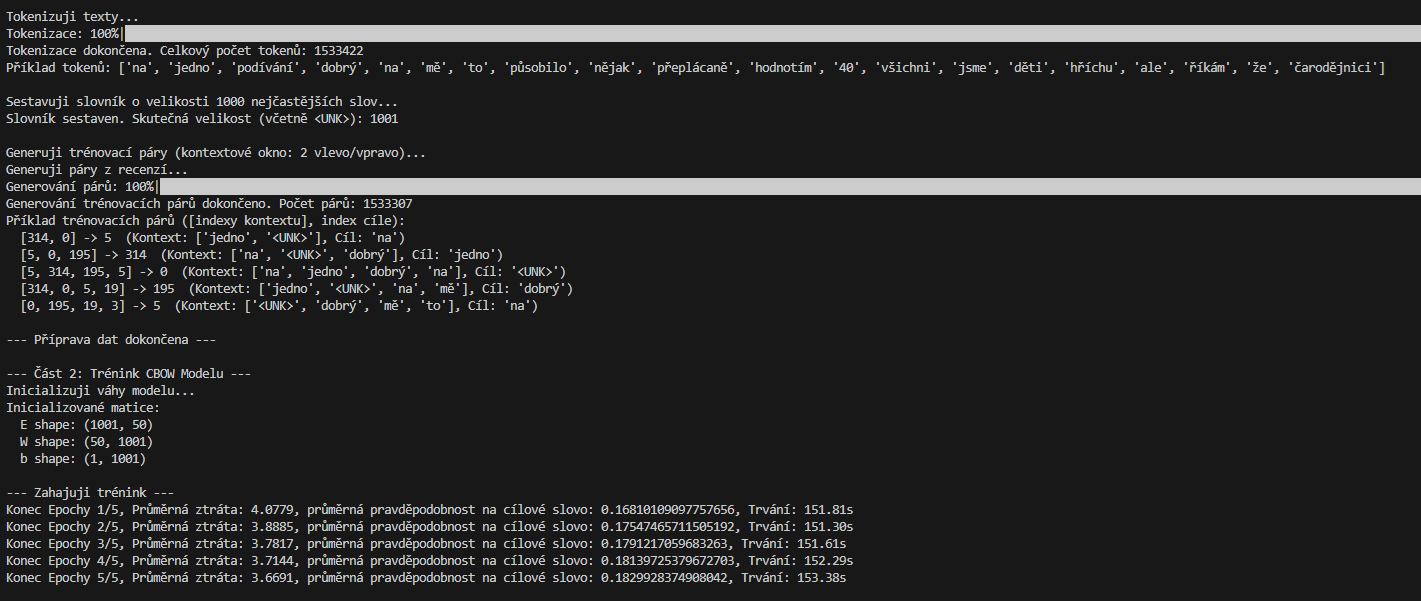 Tokenizuji texty...
Tokenizace: 100%|
Tokenizace dokončena. Celkový počet tokenů: 1533422
Příklad tokenů: ['na', 'jedno', 'podívání', 'dobrý', 'na', 'mě', 'to', 'působilo', 'nějak', 'přeplácaně', 'hodnotím', '40', 'všichni', 'jsme', 'děti', 'hříchu', 'ale', 'říkám', 'že', 'čarodějnici']
Sestavuji slovník o velikosti 1000 nejčastějších slov...
Slovník sestaven. Skutečná velikost (včetně <UNK>): 1001
Generuji trénovací páry (kontextové okno: 2 vlevo/vpravo)...
Generuji páry z recenzí...
Generování párů: 100%|
Generování trénovacích párů dokončeno. Počet párů: 1533307
Příklad trénovacích párů ([indexy kontextu], index cíle):
[314, 0] -> 5  (Kontext: ['jedno', '<UNK>'], Cíl: 'na')
[5, 0, 195] -> 314  (Kontext: ['na', '<UNK>', 'dobrý'], Cíl: 'jedno')
[5, 314, 195, 5] -> 0  (Kontext: ['na', 'jedno', 'dobrý', 'na'], Cíl: '<UNK>')
[314, 0, 5, 19] -> 195  (Kontext: ['jedno', '<UNK>', 'na', 'mě'], Cíl: 'dobrý')
[0, 195, 19, 3] -> 5  (Kontext: ['<UNK>', 'dobrý', 'mě', 'to'], Cíl: 'na')
--- Příprava dat dokončena ---
--- Část 2: Trénink CBOW Modelu ---
Inicializuji váhy modelu...
Inicializované matice:
E shape: (1001, 50)
W shape: (50, 1001)
b shape: (1, 1001)
--- Zahajuji trénink ---
Konec Epochy 1/5, Průměrná ztráta: 4.0779, průměrná pravděpodobnost na cílové slovo: 0.16810109097757656, Trvání: 151.81s
Konec Epochy 2/5, Průměrná ztráta: 3.8885, průměrná pravděpodobnost na cílové slovo: 0.17547465711505192, Trvání: 151.30s
Konec Epochy 3/5, Průměrná ztráta: 3.7817, průměrná pravděpodobnost na cílové slovo: 0.1791217059683263, Trvání: 151.61s
Konec Epochy 4/5, Průměrná ztráta: 3.7144, průměrná pravděpodobnost na cílové slovo: 0.18139725379672703, Trvání: 152.29s
Konec Epochy 5/5, Průměrná ztráta: 3.6691, průměrná pravděpodobnost na cílové slovo: 0.1829928374908042, Trvání: 153.38s